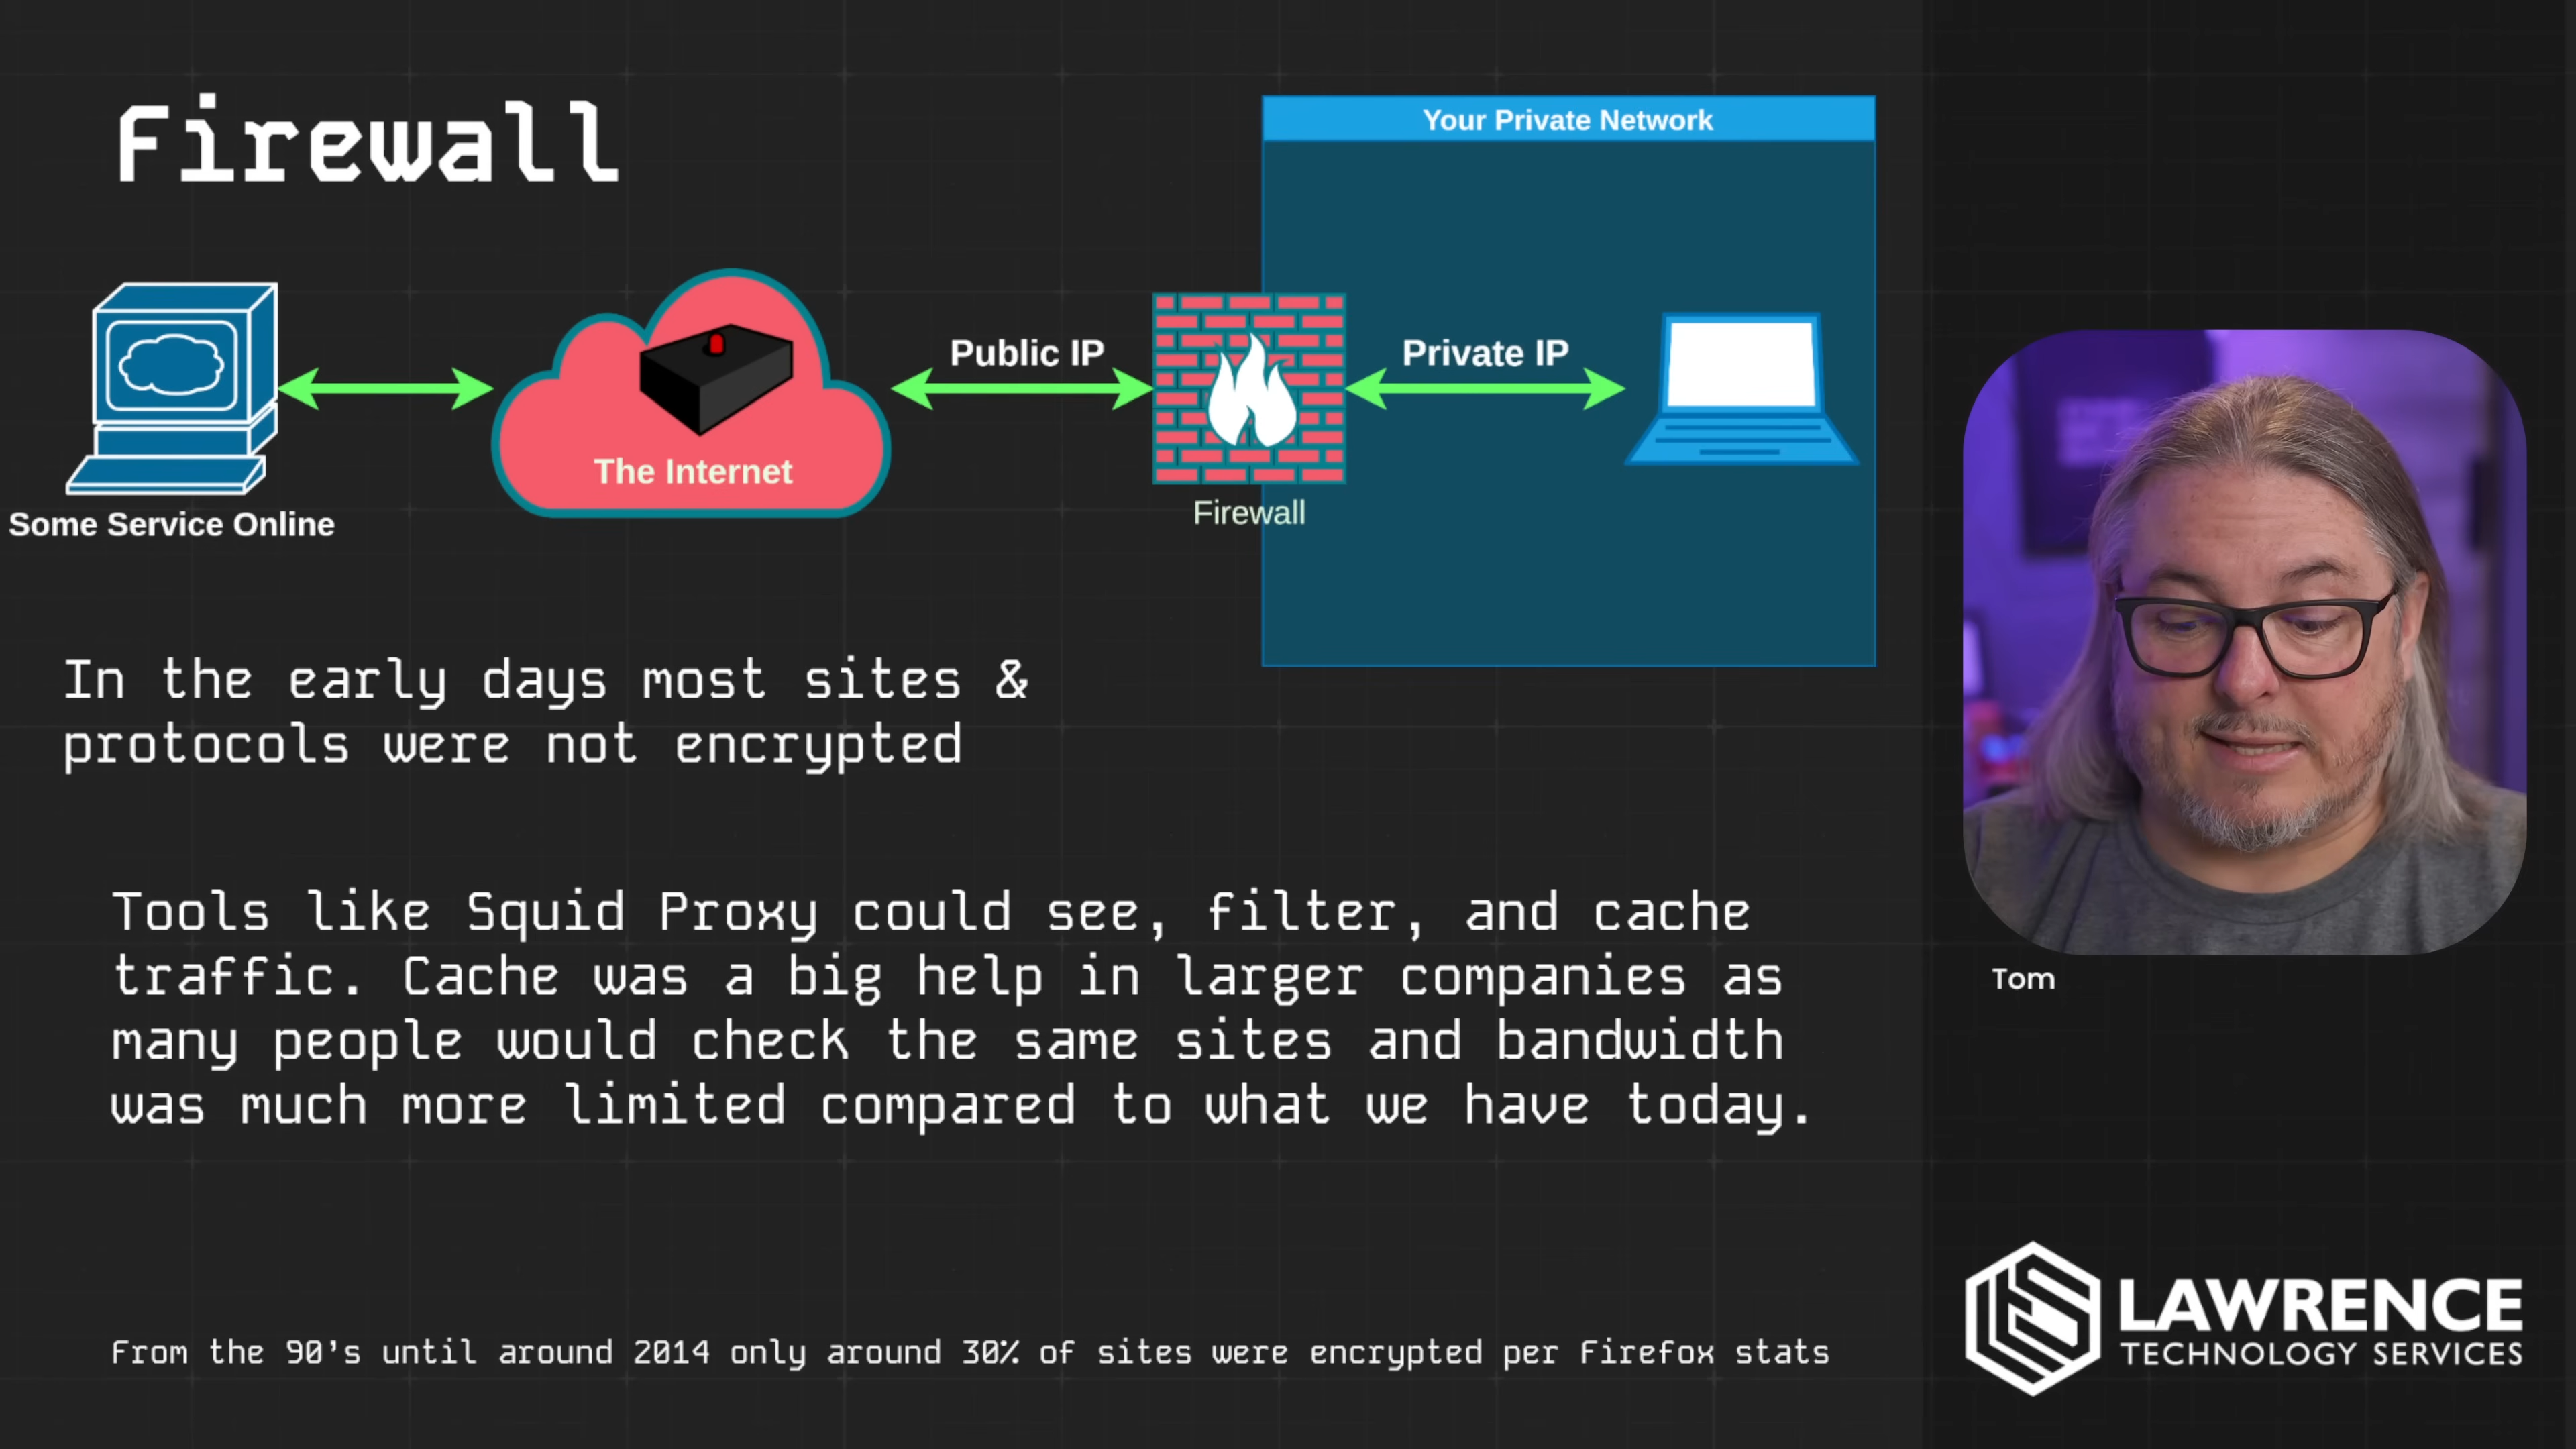 Firewall
Your Private Network
Public IP
Private IP
The Internet
Firewall
Some Service Online
In the early days most sites &
protocols were not encrypted
Tools like Squid Proxy could see, filter, and cache
traffic. Cache was a big help in larger companies as
many people would check the same sites and bandwidth
was much more limited compared to what we have today.
From the 90's until around 2014 only around 30% of sites were encrypted per Firefox stats
Tom
LAWRENCE
TECHNOLOGY SERVICES